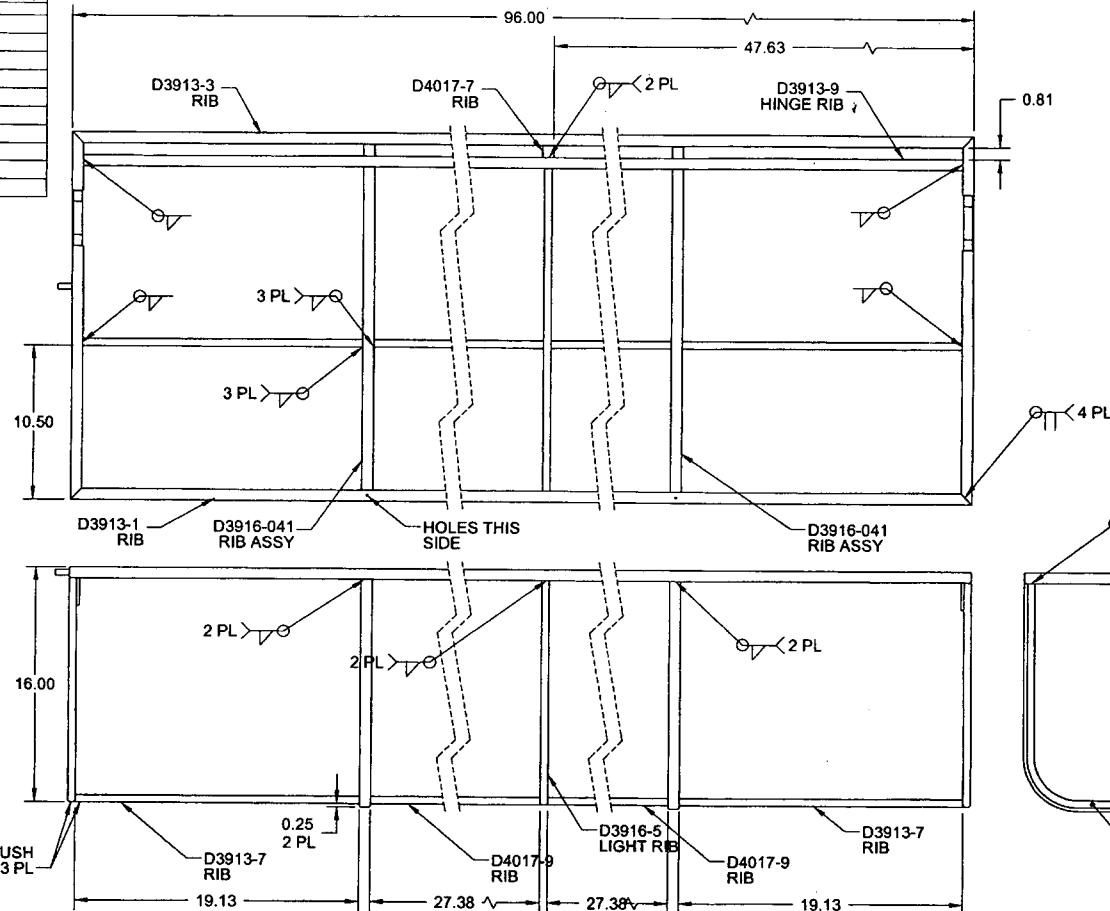 96.00
47.63
D3913-3
RIB
D4017-7
RIB
2 PL
D3913-9
HINGE RIB
0.81
3 PL
3 PL
10.50
4 PL
D3913-1
RIB
D3916-041
RIB ASSY
HOLES THIS
SIDE
D3916-041
RIB ASSY
2 PL
2 PL
2 PL
16.00
0.25
2 PL
USH
3 PL
D3913-7
RIB
D4017-9
RIB
D3916-5
LIGHT RIB
D4017-9
RIB
D3913-7
RIB
19.13
27.38
27.38
19.13